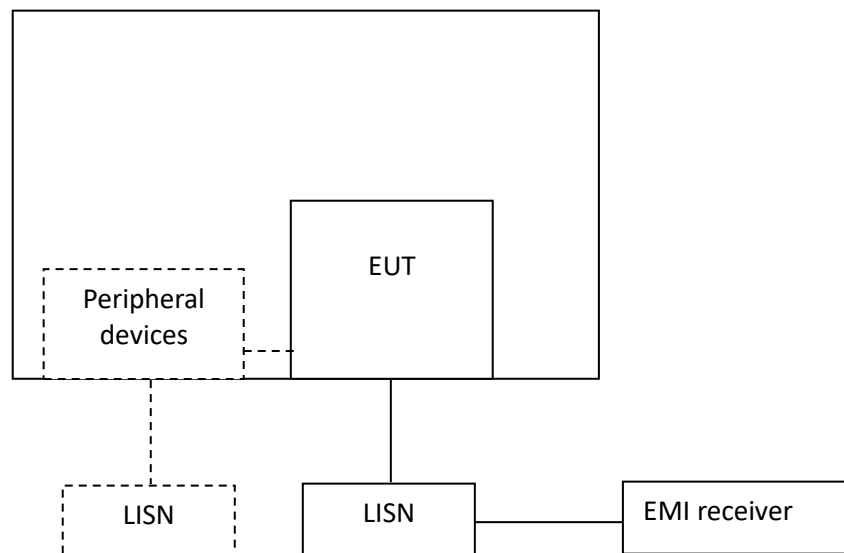 EUT
Peripheral
devices
LISN
LISN
EMI receiver